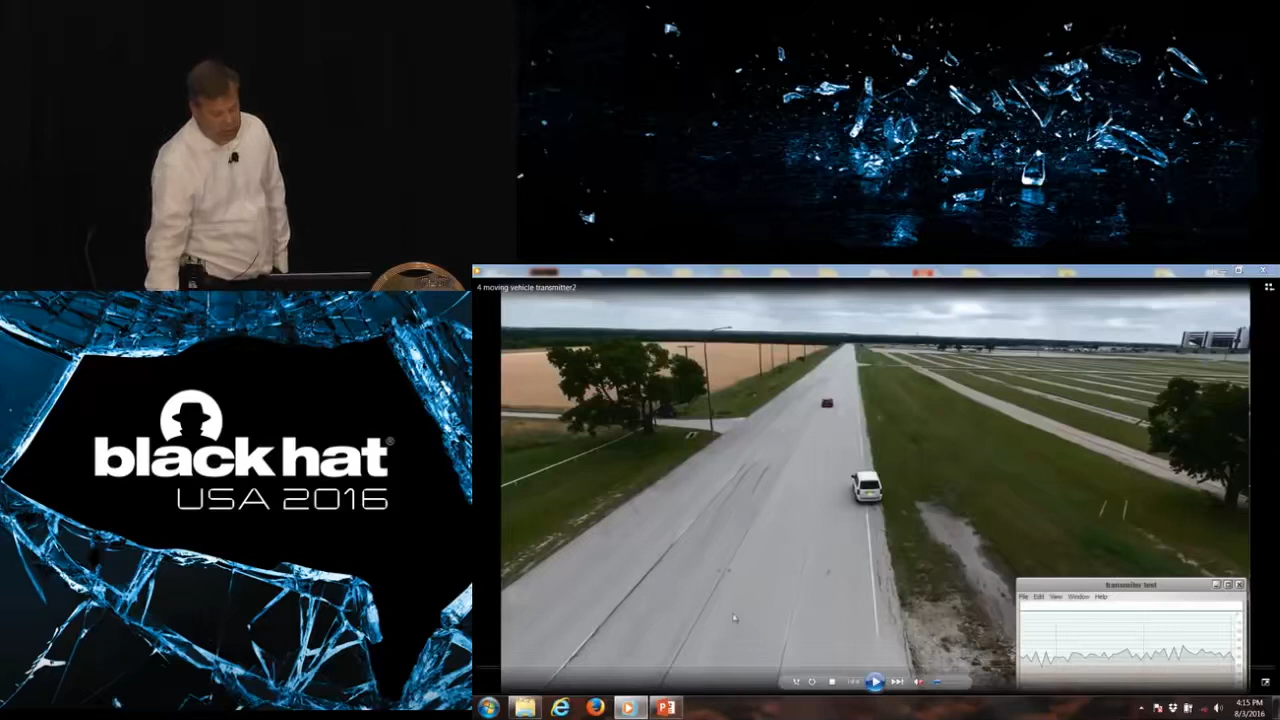 4 moving vehicle transmitter2
black hat®
USA 2016
transmitter test
File Edit View Window Help
4:15 PM
8/3/2016